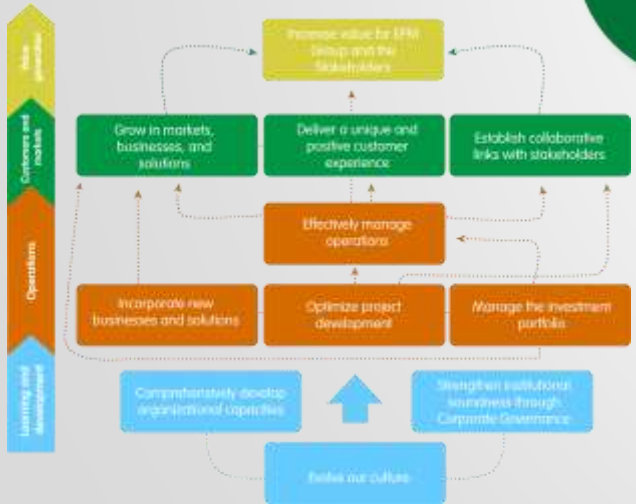 Value
generation
Increase value for EPM
Group and the
Stakeholders
Customers and
markets
Grow in markets,
businesses, and
solutions
Deliver a unique and
positive customer
experience
Establish collaborative
links with stakeholders
Operations
Effectively manage
operations
Incorporate new
businesses and solutions
Optimize project
development
Manage the investment
portfolio
Learning and
development
Comprehensively develop
organizational capacities
Strengthen institutional
soundness through
Corporate Governance
Evolve our culture